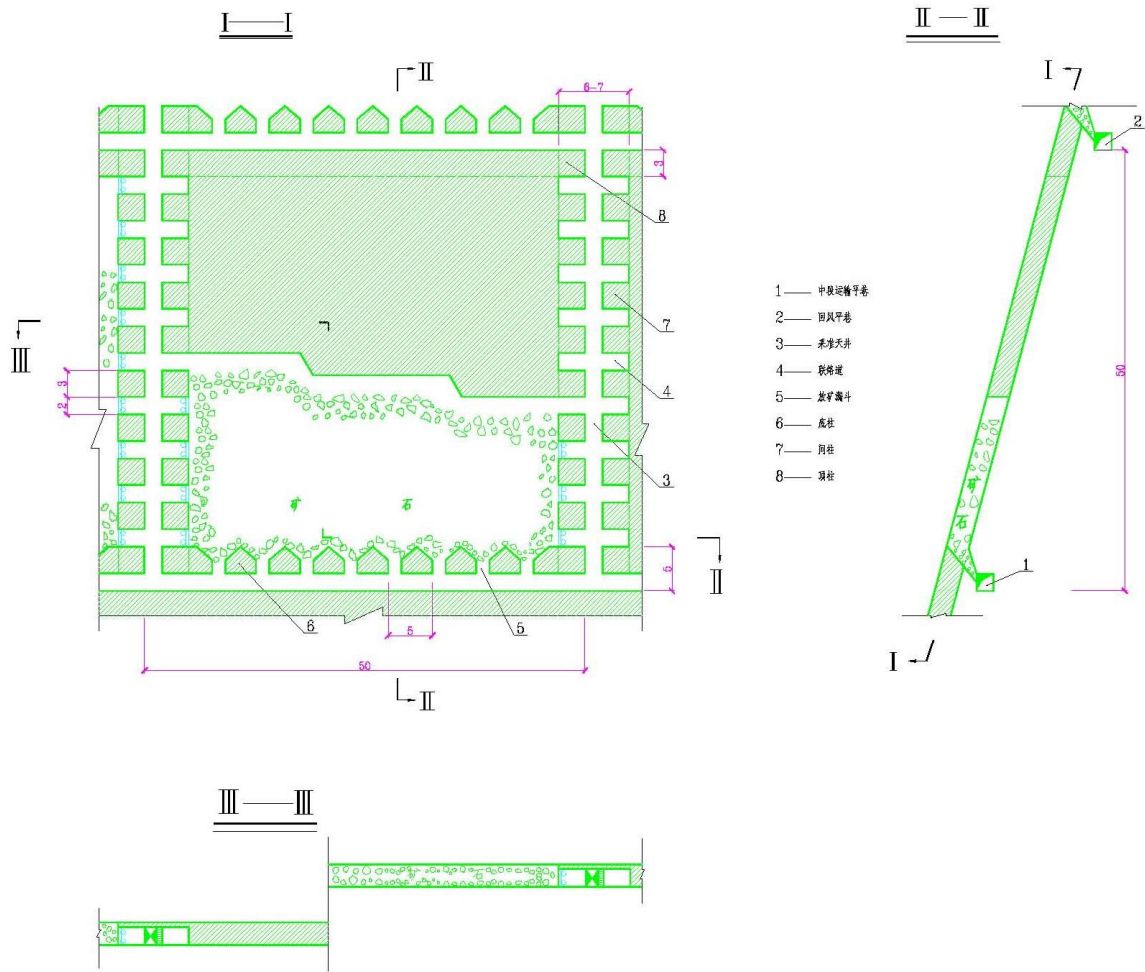 I — I
II — II
II
I
6-7
2
3
8
1 — 中段运输平巷
2 — 回风平巷
3 — 采准天井
4 — 联络道
5 — 放矿漏斗
6 — 底柱
7 — 间柱
8 — 顶柱
7
III
III
50
3
4
2
3
矿 石
矿
石
II
6
1
6
5
5
50
I
II
III — III